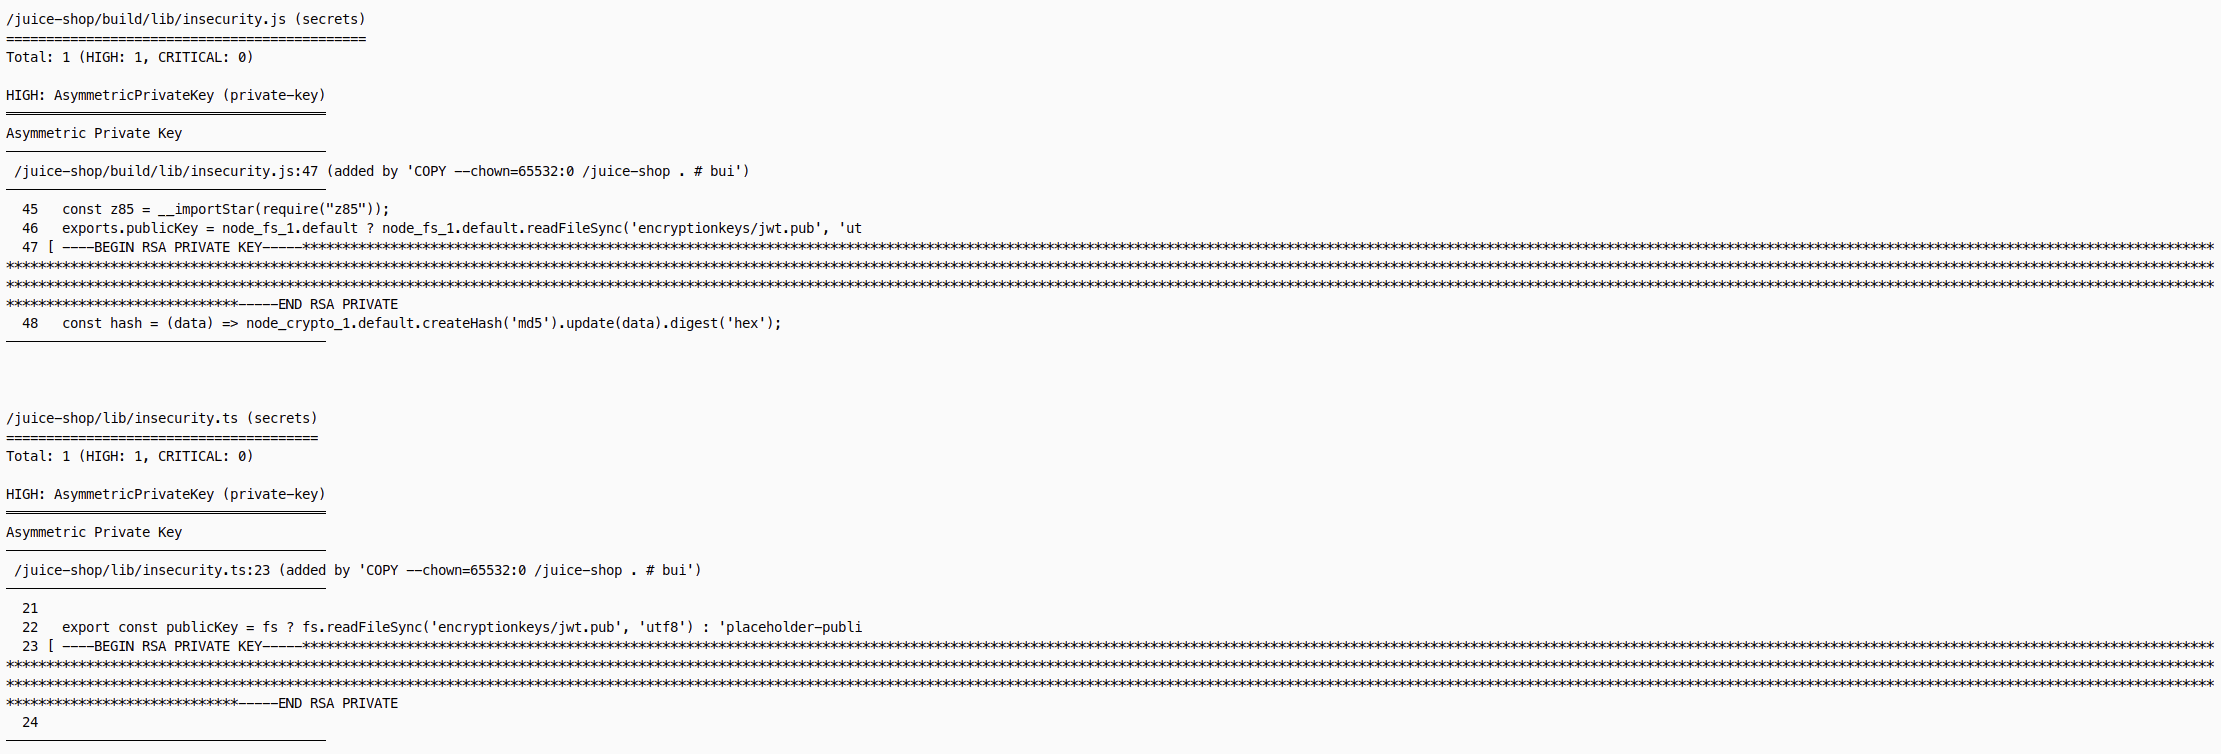 /juice-shop/build/lib/insecurity.js (secrets)
=============================================
Total: 1 (HIGH: 1, CRITICAL: 0)
HIGH: AsymmetricPrivateKey (private-key)
════════════════════════════════════════
Asymmetric Private Key
────────────────────────────────────────
/juice-shop/build/lib/insecurity.js:47 (added by 'COPY --chown=65532:0 /juice-shop . # bui')
────────────────────────────────────────
45   const z85 = __importStar(require("z85"));
46   exports.publicKey = node_fs_1.default ? node_fs_1.default.readFileSync('encryptionkeys/jwt.pub', 'ut
47 [ ----BEGIN RSA PRIVATE KEY-----***********************************************************************************************************************************************************************************************************************************************
************************************************************************************************************************************************************************************************************************************************************************************
************************************************************************************************************************************************************************************************************************************************************************************
*****************************-----END RSA PRIVATE
48   const hash = (data) => node_crypto_1.default.createHash('md5').update(data).digest('hex');
────────────────────────────────────────
/juice-shop/lib/insecurity.ts (secrets)
=======================================
Total: 1 (HIGH: 1, CRITICAL: 0)
HIGH: AsymmetricPrivateKey (private-key)
════════════════════════════════════════
Asymmetric Private Key
────────────────────────────────────────
/juice-shop/lib/insecurity.ts:23 (added by 'COPY --chown=65532:0 /juice-shop . # bui')
────────────────────────────────────────
21
22   export const publicKey = fs ? fs.readFileSync('encryptionkeys/jwt.pub', 'utf8') : 'placeholder-publi
23 [ ----BEGIN RSA PRIVATE KEY-----***********************************************************************************************************************************************************************************************************************************************
************************************************************************************************************************************************************************************************************************************************************************************
************************************************************************************************************************************************************************************************************************************************************************************
*****************************-----END RSA PRIVATE
24
────────────────────────────────────────